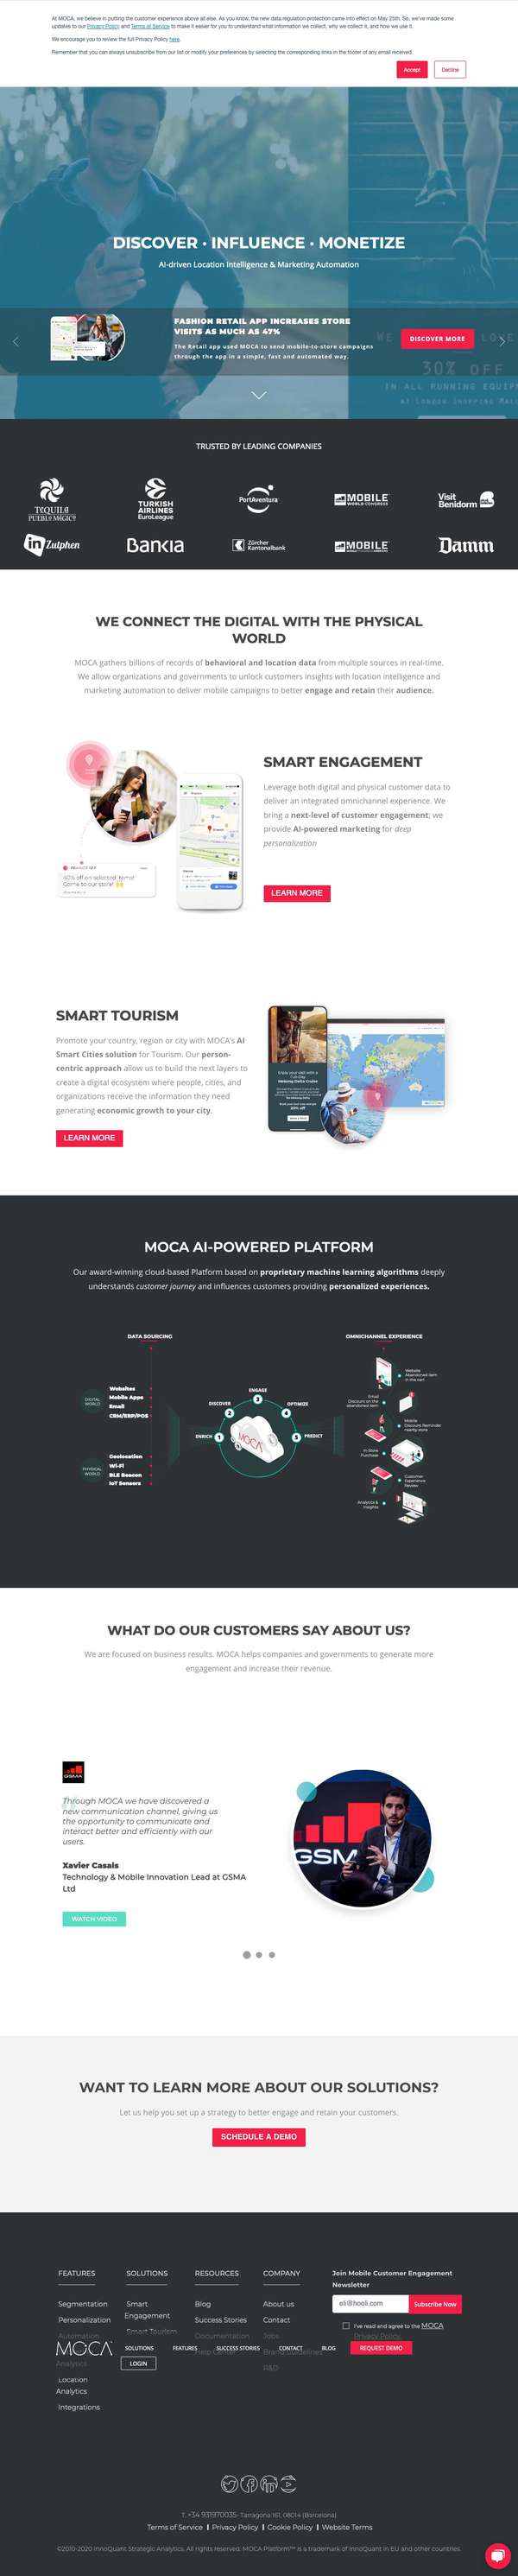 At MOCA, we believe in putting the customer experience above all else. As you know, the new data regulation protection came into effect on May 25th. So, we've made some
updates to our Privacy Policy and Terms of Service to make it easier for you to understand what information we collect, why we collect it, and how we use it.
We encourage you to review the full Privacy Policy here.
Remember that you can always unsubscribe from our list or modify your preferences by selecting the corresponding links in the footer of any email received.
Accept
Decline
DISCOVER · INFLUENCE · MONETIZE
AI-driven Location Intelligence & Marketing Automation
FASHION RETAIL APP INCREASES STORE
VISITS AS MUCH AS 47%
The Retail app used MOCA to send mobile-to-store campaigns
through the app in a simple, fast and automated way.
DISCOVER MORE
30% OFF
IN ALL RUNNING EQUIPM
TRUSTED BY LEADING COMPANIES
TEQUILA
PUEBLO MÁGICO
TURKISH
AIRLINES
EuroLeague
PortAventura
MOBILE
WORLD CONGRESS
Visit
Benidorm
in Zutphen
Bankia
Zürcher
Kantonalbank
MOBILE
Damm
WE CONNECT THE DIGITAL WITH THE PHYSICAL
WORLD
MOCA gathers billions of records of behavioral and location data from multiple sources in real-time.
We allow organizations and governments to unlock customers insights with location intelligence and
marketing automation to deliver mobile campaigns to better engage and retain their audience.
SMART ENGAGEMENT
Leverage both digital and physical customer data to
deliver an integrated omnichannel experience. We
bring a next-level of customer engagement; we
provide AI-powered marketing for deep
personalization
LEARN MORE
40% off on selected items!
Come to our store!
SMART TOURISM
Promote your country, region or city with MOCA's AI
Smart Cities solution for Tourism. Our person-
centric approach allow us to build the next layers to
create a digital ecosystem where people, cities, and
organizations receive the information they need
generating economic growth to your city.
LEARN MORE
MOCA AI-POWERED PLATFORM
Our award-winning cloud-based Platform based on proprietary machine learning algorithms deeply
understands customer journey and influences customers providing personalized experiences.
DATA SOURCING
OMNICHANNEL EXPERIENCE
DIGITAL
WORLD
Websites
Mobile Apps
Email
CRM/ERP/POS
PHYSICAL
WORLD
Geolocation
Wi-Fi
BLE Beacon
IoT Sensors
ENRICH
1
DISCOVER
2
ENGAGE
3
OPTIMIZE
4
PREDICT
5
MOCA
Website
Abandoned item
in the cart
Email
Discount on the
abandoned item
Mobile
Discount Reminder
nearby store
In-Store
Purchase
Customer
Experience
Review
Analytics &
Insights
WHAT DO OUR CUSTOMERS SAY ABOUT US?
We are focused on business results. MOCA helps companies and governments to generate more
engagement and increase their revenue.
GSMA
Through MOCA we have discovered a
new communication channel, giving us
the opportunity to communicate and
interact better and efficiently with our
users.
Xavier Casals
Technology & Mobile Innovation Lead at GSMA
Ltd
WATCH VIDEO
GSM
WANT TO LEARN MORE ABOUT OUR SOLUTIONS?
Let us help you set up a strategy to better engage and retain your customers.
SCHEDULE A DEMO
FEATURES
Segmentation
Personalization
Automation
Analytics
Location
Analytics
Integrations
SOLUTIONS
Smart
Engagement
Smart Tourism
RESOURCES
Blog
Success Stories
Documentation
Help Center
COMPANY
About us
Contact
Jobs
Brand Guidelines
R&D
Join Mobile Customer Engagement
Newsletter
eli@hooli.com
Subscribe Now
I've read and agree to the MOCA
Privacy Policy
MOCA
SOLUTIONS
FEATURES
SUCCESS STORIES
CONTACT
BLOG
REQUEST DEMO
LOGIN
T. +34 931970035- Tarragona 161, 08014 (Barcelona)
Terms of Service | Privacy Policy | Cookie Policy | Website Terms
©2010-2020 InnoQuant Strategic Analytics. All rights reserved. MOCA Platform™ is a trademark of InnoQuant in EU and other countries.